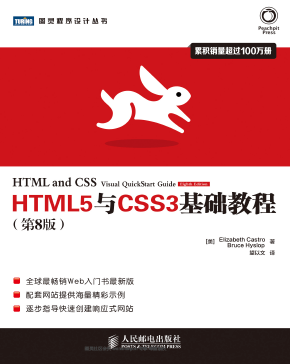 TURING 图灵程序设计丛书
Peachpit
Press
累积销量超过100万册
HTML and CSS Visual QuickStart Guide Eighth Edition
HTML5与CSS3基础教程
(第8版)
[美] Elizabeth Castro
Bruce Hyslop 著
望以文 译
全球最畅销Web入门书最新版
配套网站提供海量精彩示例
逐步指导快速创建响应式网站
人民邮电出版社
POSTS & TELECOM PRESS